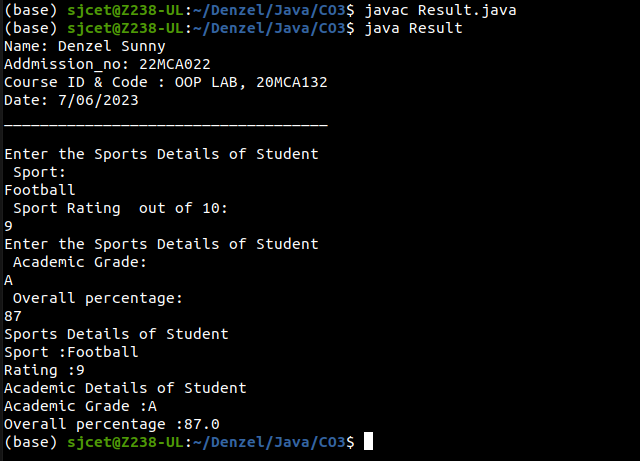 (base) sjcet@Z238-UL:~/Denzel/Java/CO3$ javac Result.java
(base) sjcet@Z238-UL:~/Denzel/Java/CO3$ java Result
Name: Denzel Sunny
Addmission_no: 22MCA022
Course ID & Code : OOP LAB, 20MCA132
Date: 7/06/2023
____________________________________
Enter the Sports Details of Student
 Sport:
Football
 Sport Rating  out of 10:
9
Enter the Sports Details of Student
 Academic Grade:
A
 Overall percentage:
87
Sports Details of Student
Sport :Football
Rating :9
Academic Details of Student
Academic Grade :A
Overall percentage :87.0
(base) sjcet@Z238-UL:~/Denzel/Java/CO3$